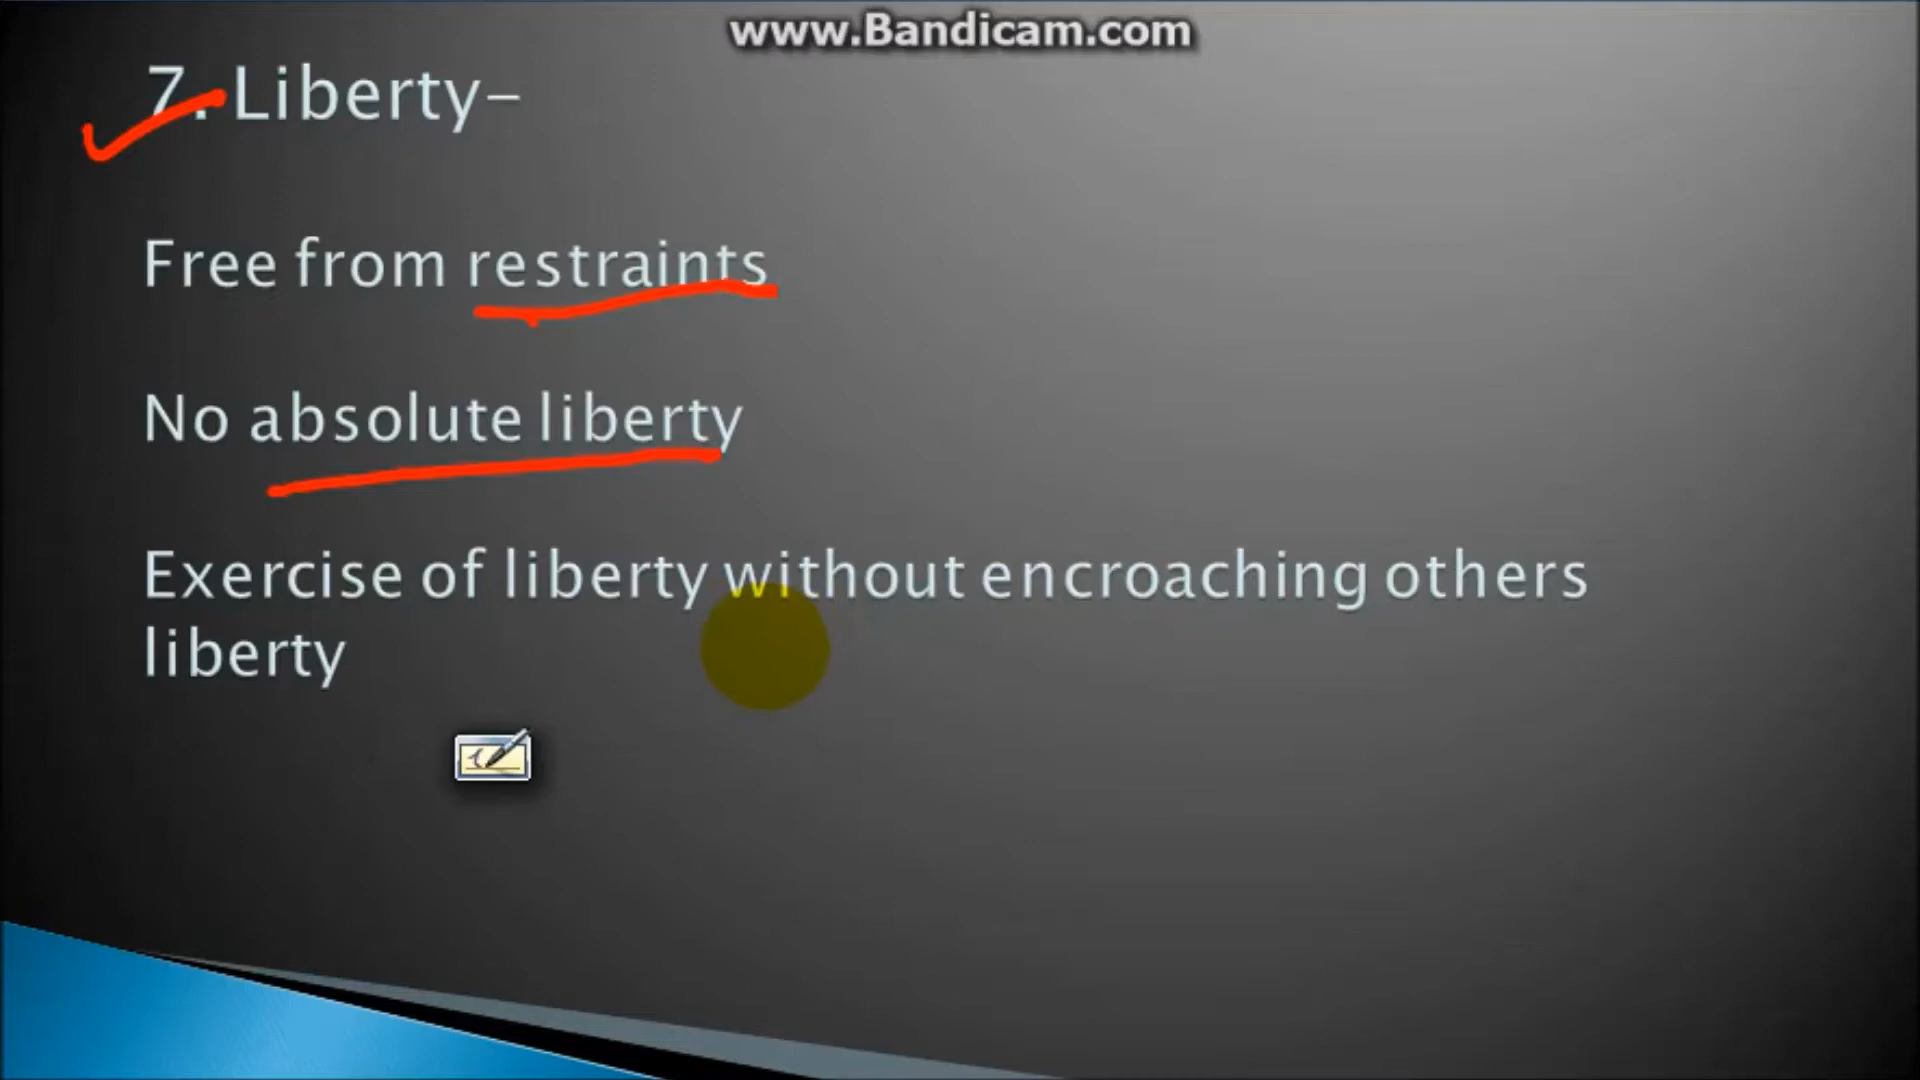 www.Bandicam.com
7. Liberty-
Free from restraints
No absolute liberty
Exercise of liberty without encroaching others
liberty